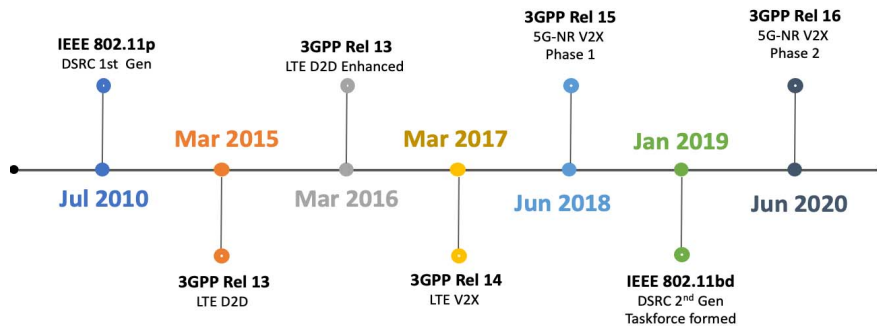 IEEE 802.11p
DSRC 1st Gen
Jul 2010
Mar 2015
3GPP Rel 13
LTE D2D
3GPP Rel 13
LTE D2D Enhanced
Mar 2016
Mar 2017
3GPP Rel 14
LTE V2X
3GPP Rel 15
5G-NR V2X
Phase 1
Jun 2018
Jan 2019
IEEE 802.11bd
DSRC 2nd Gen
Taskforce formed
3GPP Rel 16
5G-NR V2X
Phase 2
Jun 2020